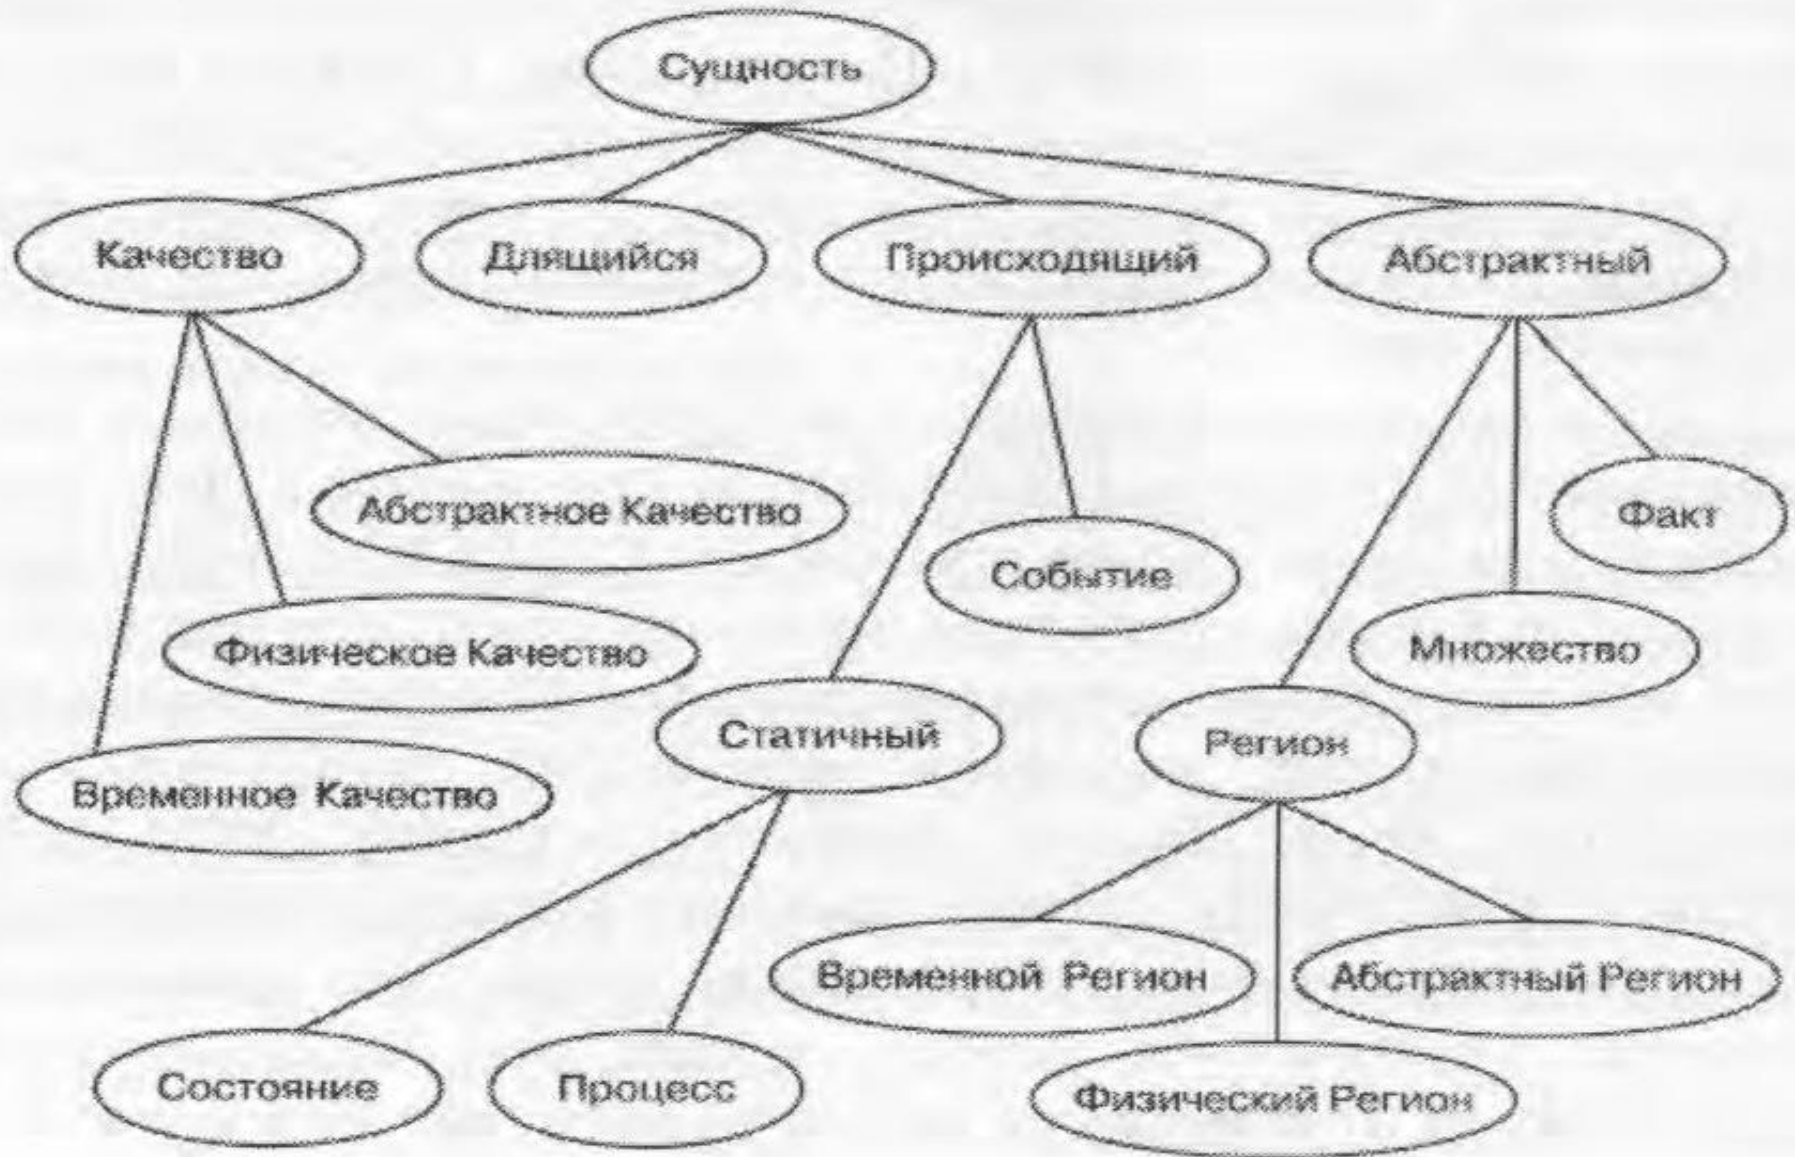 Сущность
Качество
Длящийся
Происходящий
Абстрактный
Абстрактное Качество
Факт
Событие
Физическое Качество
Множество
Статичный
Регион
Временное Качество
Временной Регион
Абстрактный Регион
Состояние
Процесс
Физический Регион